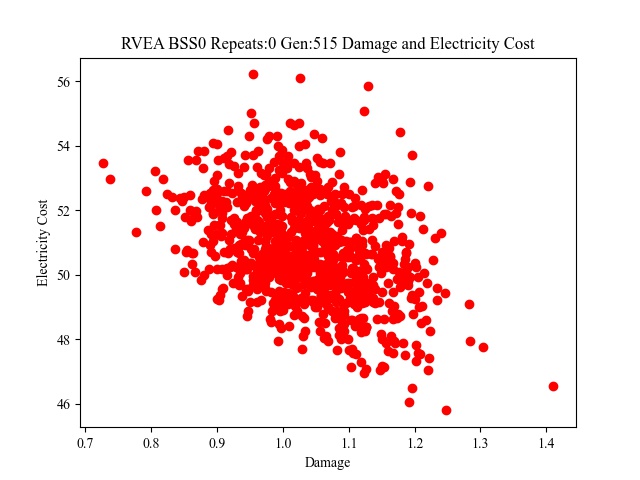 RVEA BSS0 Repeats:0 Gen:515 Damage and Electricity Cost
56
54
52
50
48
46
Electricity Cost
0.7 0.8 0.9 1.0 1.1 1.2 1.3 1.4
Damage